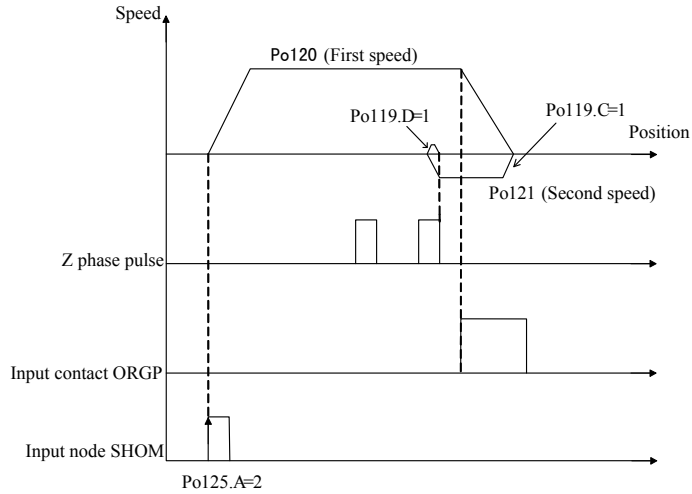 Speed
Po120 (First speed)
Po119.D=1
Po119.C=1
Position
Po121 (Second speed)
Z phase pulse
Input contact ORGP
Input node SHOM
Po125.A=2